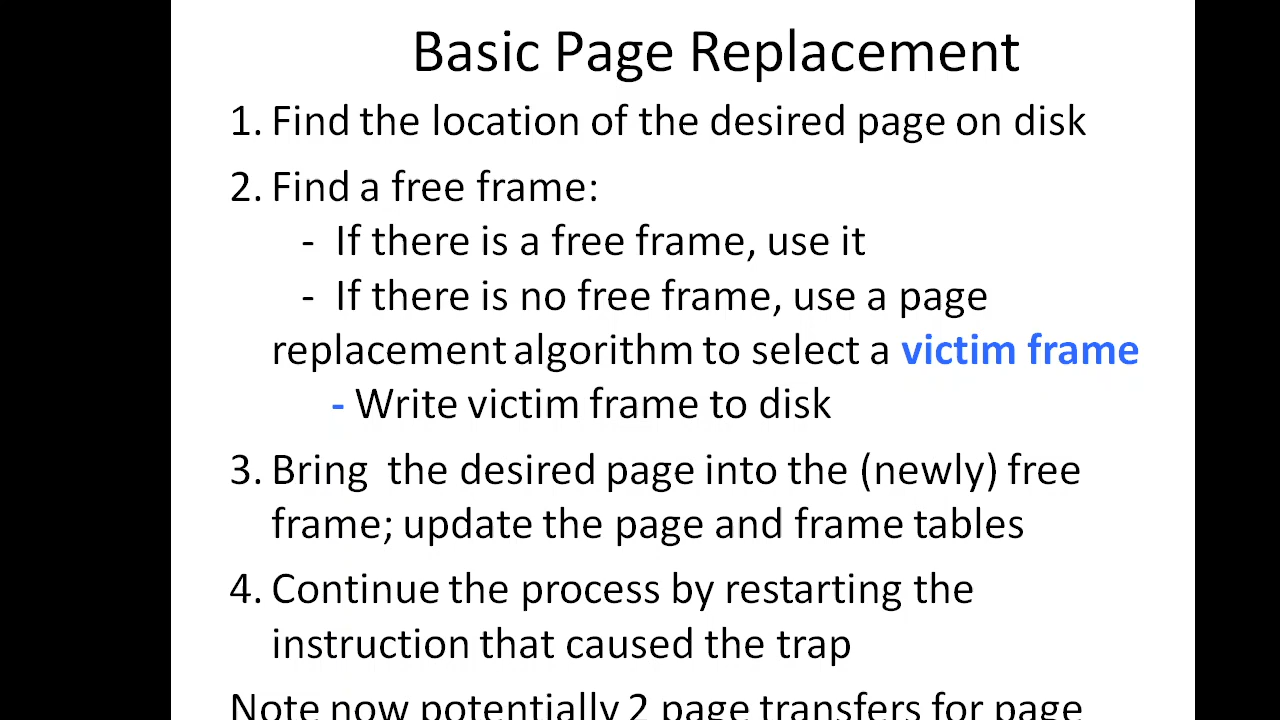 Basic Page Replacement
1. Find the location of the desired page on disk
2. Find a free frame:
- If there is a free frame, use it
- If there is no free frame, use a page
replacement algorithm to select a victim frame
- Write victim frame to disk
3. Bring the desired page into the (newly) free
frame; update the page and frame tables
4. Continue the process by restarting the
instruction that caused the trap
Note now potentially 2 page transfers for page